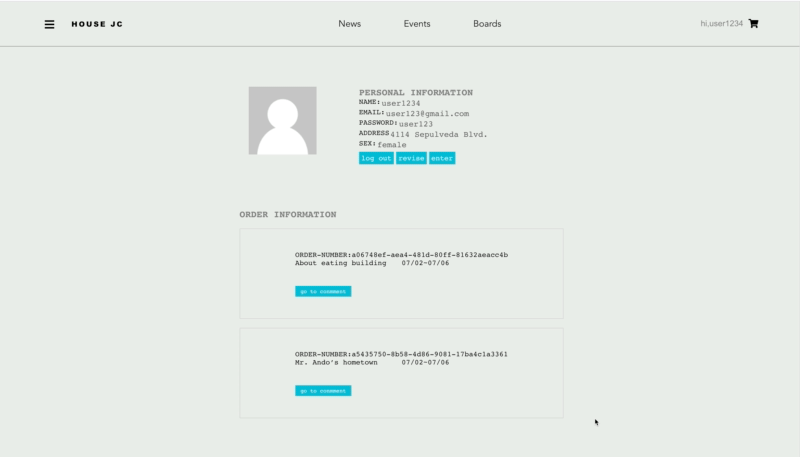 HOUSE JC
News
Events
Boards
hi,user1234
PERSONAL INFORMATION
NAME: user1234
EMAIL: user123@gmail.com
PASSWORD: user123
ADDRESS 4114 Sepulveda Blvd.
SEX: female
log out
revise
enter
ORDER INFORMATION
ORDER-NUMBER:a06748ef-aea4-481d-80ff-81632aeacc4b
About eating building 07/02-07/06
go to comment
ORDER-NUMBER:a5435750-8b58-4d86-9081-17ba4c1a3361
Mr. Ando's hometown 07/02-07/06
go to comment